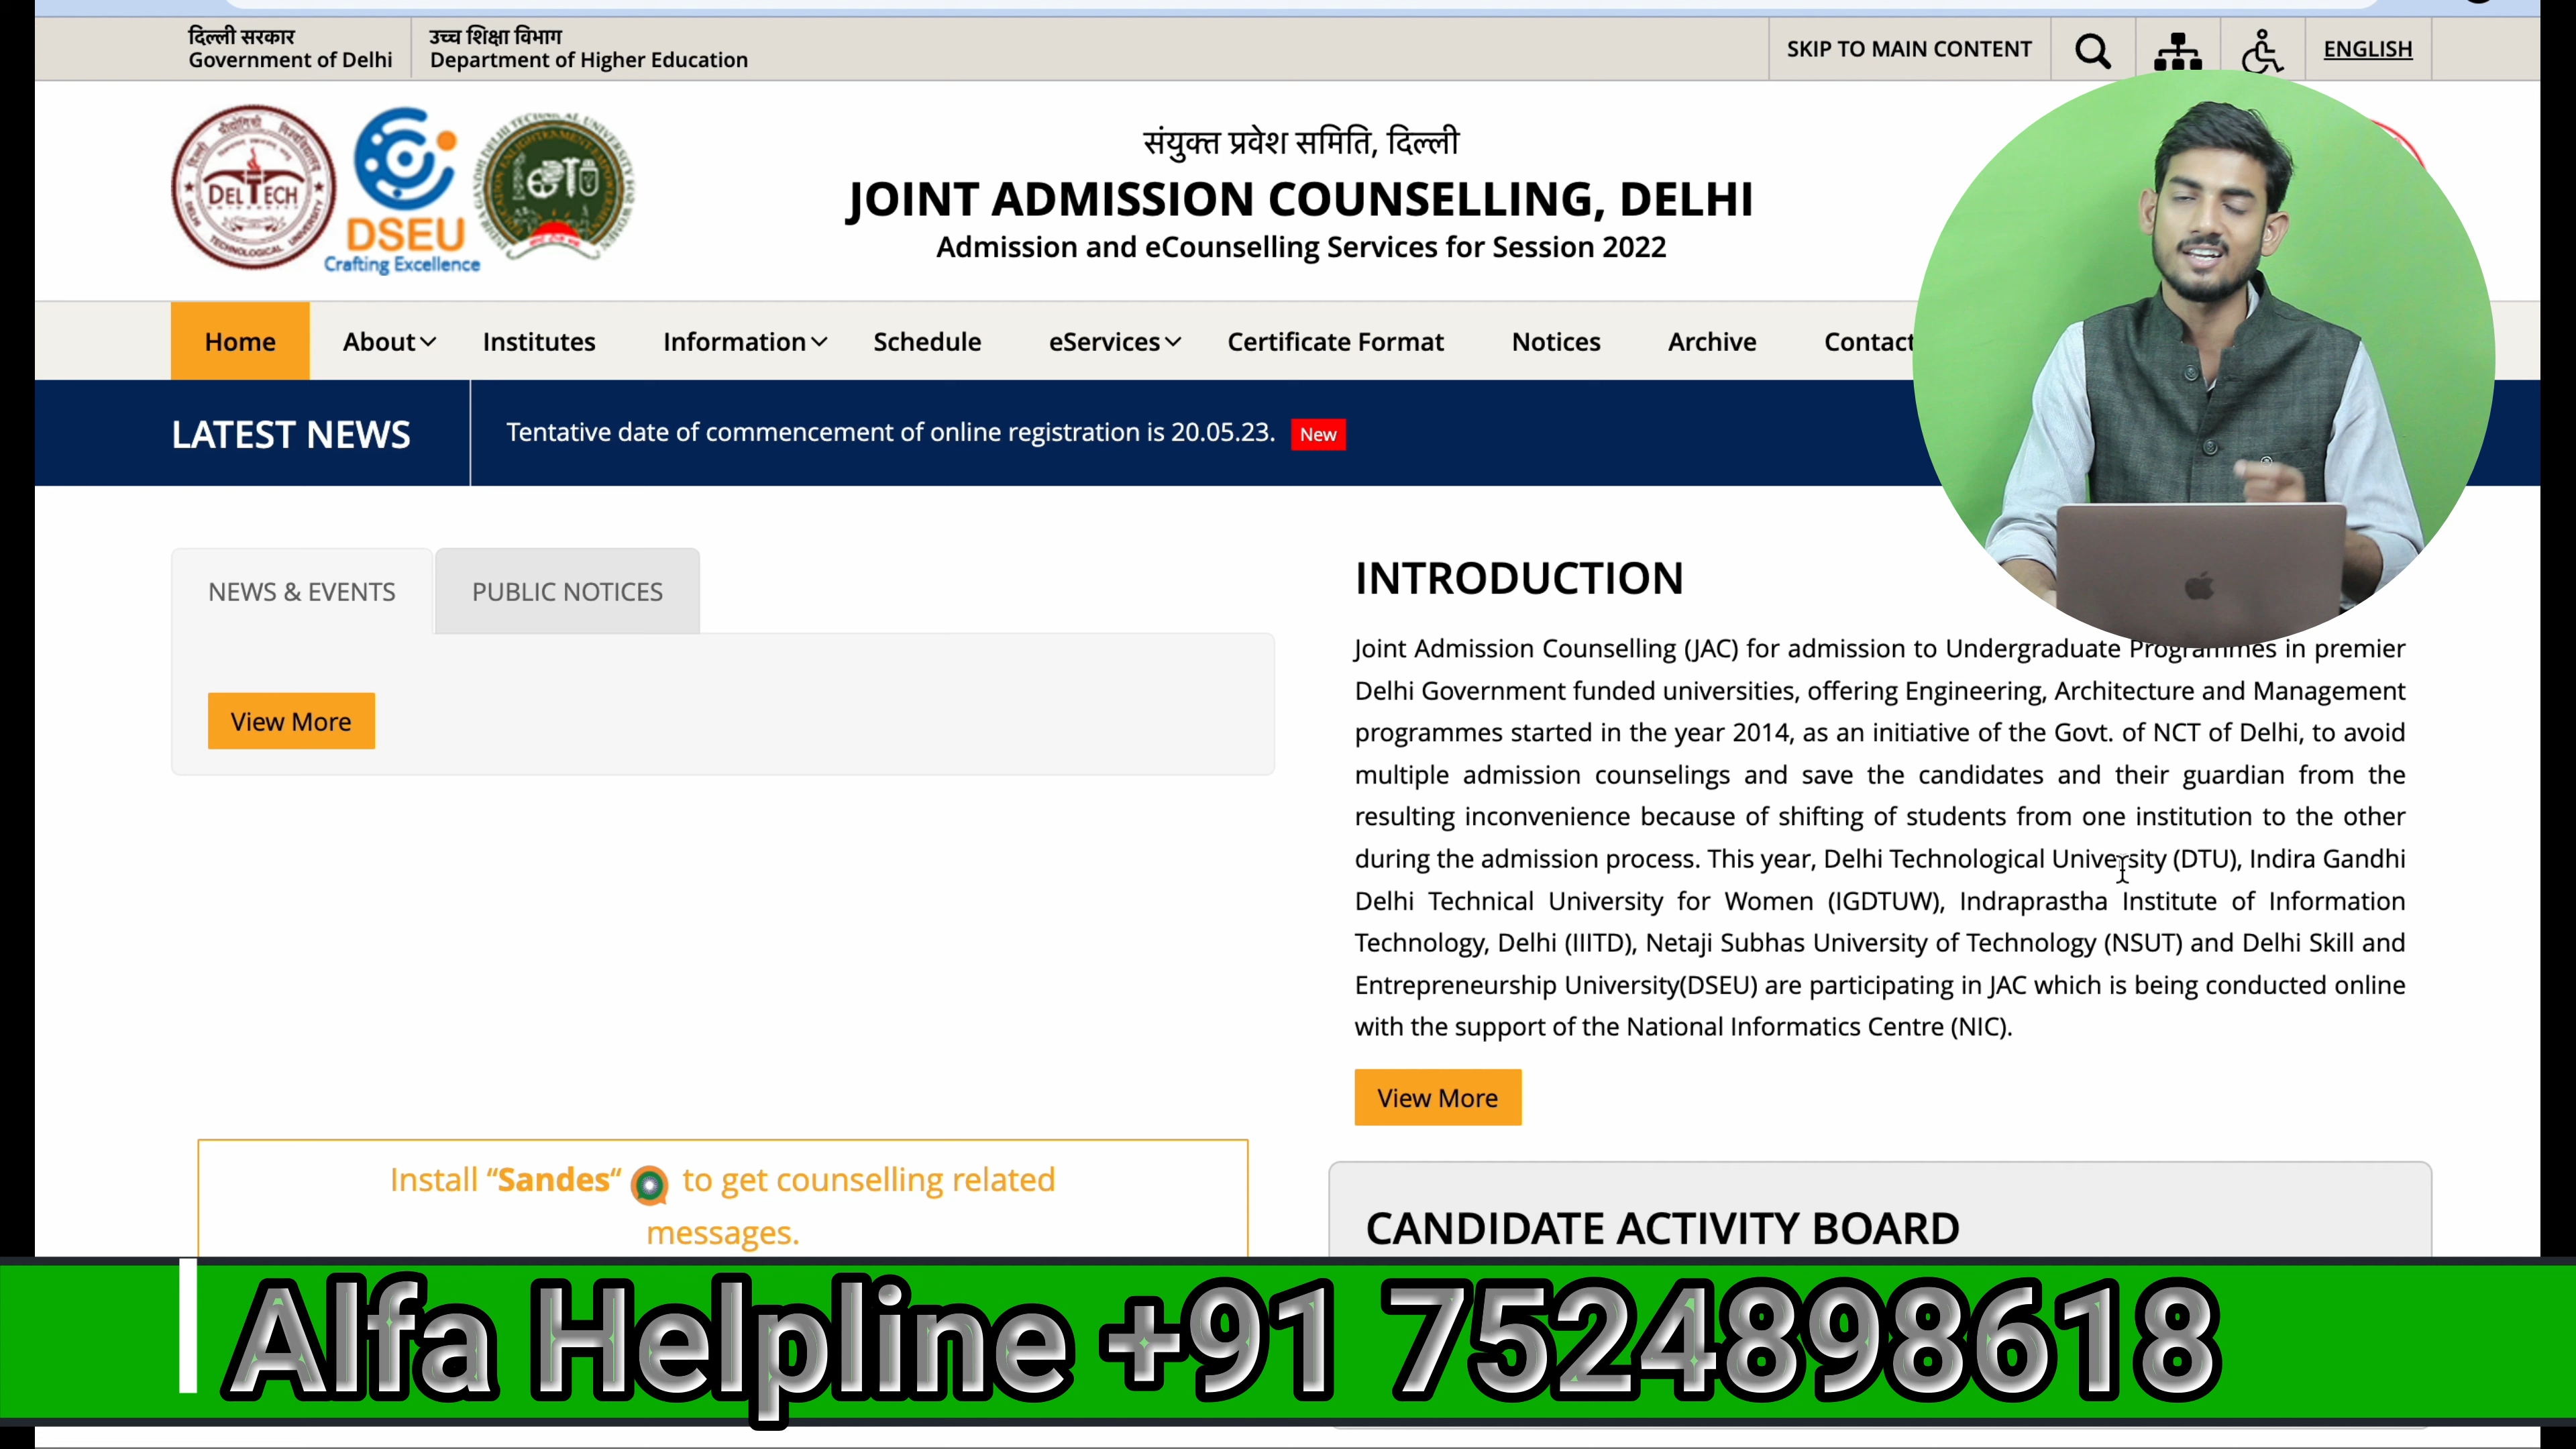 दिल्ली सरकार
Government of Delhi
उच्च शिक्षा विभाग
Department of Higher Education
SKIP TO MAIN CONTENT
ENGLISH
DELTECH
DELHI TECHNOLOGICAL UNIVERSITY
DSEU
Crafting Excellence
संयुक्त प्रवेश समिति, दिल्ली
JOINT ADMISSION COUNSELLING, DELHI
Admission and eCounselling Services for Session 2022
Home About Institutes Information Schedule eServices Certificate Format Notices Archive Contact
LATEST NEWS
Tentative date of commencement of online registration is 20.05.23. New
NEWS & EVENTS
PUBLIC NOTICES
View More
INTRODUCTION
Joint Admission Counselling (JAC) for admission to Undergraduate Programmes in premier
Delhi Government funded universities, offering Engineering, Architecture and Management
programmes started in the year 2014, as an initiative of the Govt. of NCT of Delhi, to avoid
multiple admission counselings and save the candidates and their guardian from the
resulting inconvenience because of shifting of students from one institution to the other
during the admission process. This year, Delhi Technological University (DTU), Indira Gandhi
Delhi Technical University for Women (IGDTUW), Indraprastha Institute of Information
Technology, Delhi (IIITD), Netaji Subhas University of Technology (NSUT) and Delhi Skill and
Entrepreneurship University(DSEU) are participating in JAC which is being conducted online
with the support of the National Informatics Centre (NIC).
View More
Install “Sandes“ to get counselling related
messages.
CANDIDATE ACTIVITY BOARD
Alfa Helpline +91 7524898618